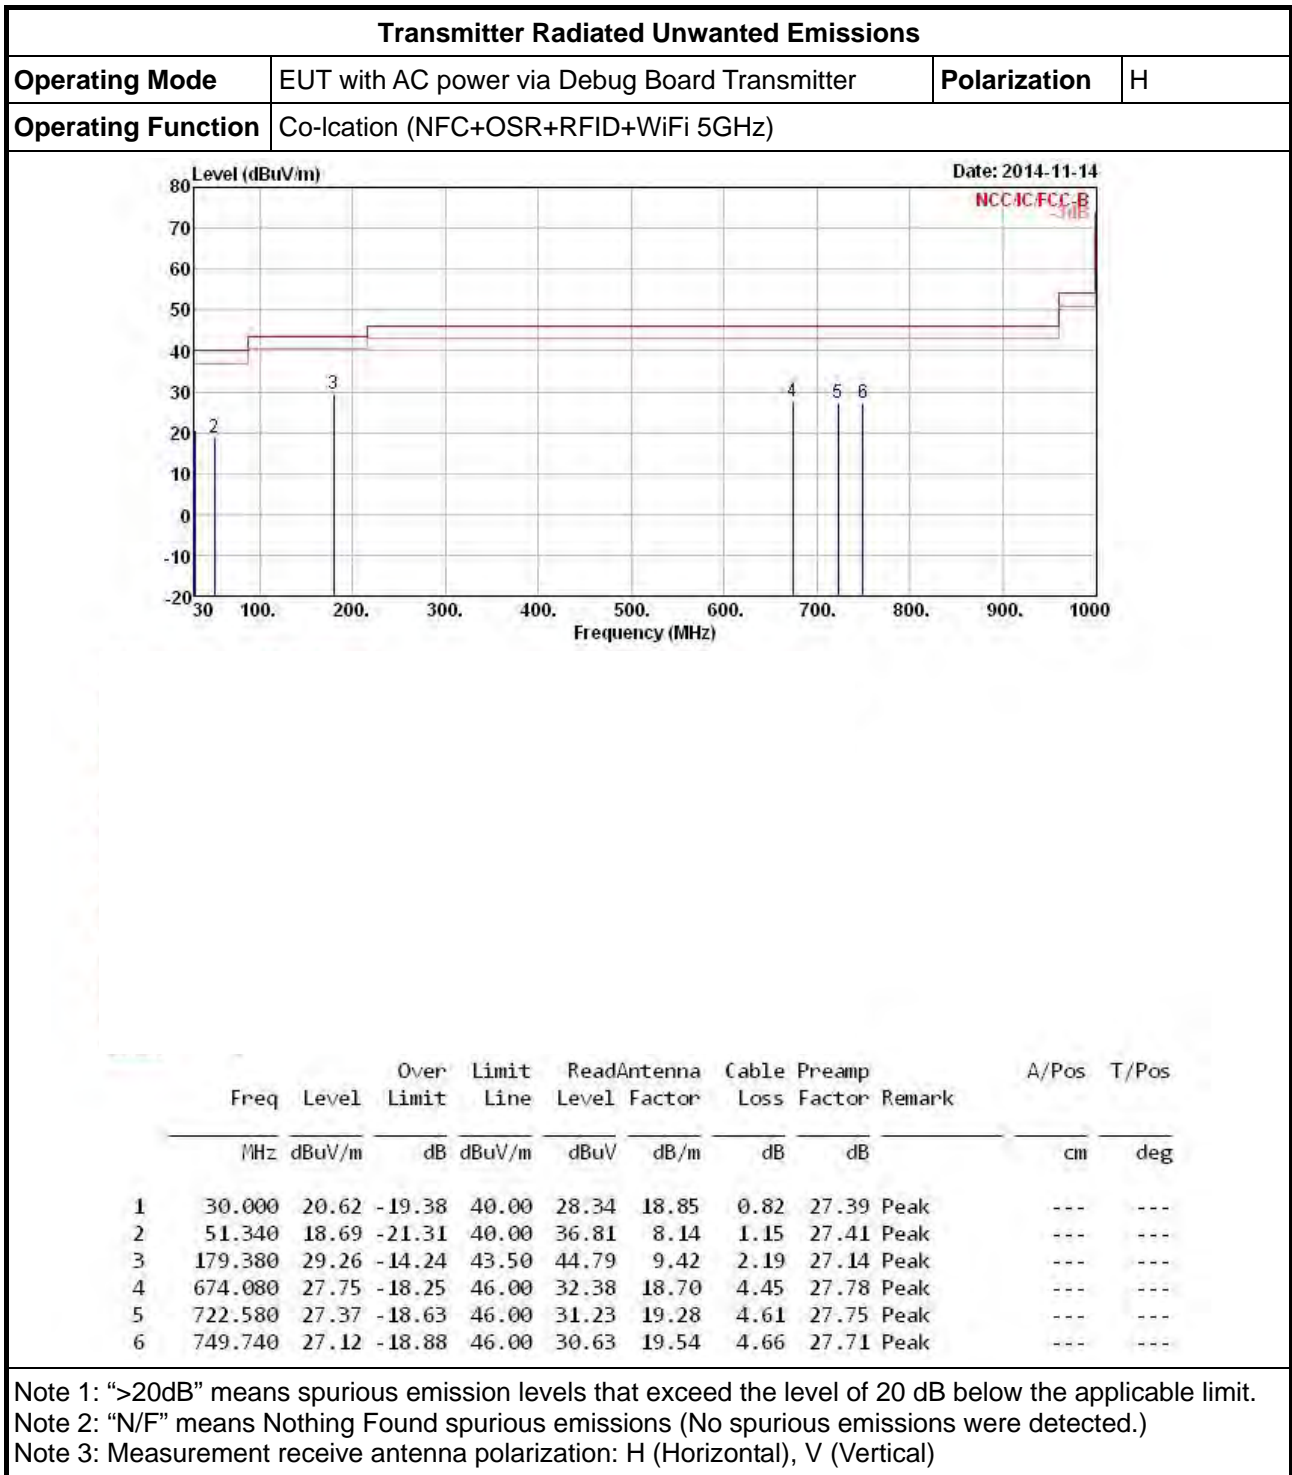 Transmitter Radiated Unwanted Emissions
Operating Mode EUT with AC power via Debug Board Transmitter Polarization H
Operating Function Co-lcation (NFC+OSR+RFID+WiFi 5GHz)
Level (dBuV/m) Date: 2014-11-14
80
NCC/IC/FCC-B
-3dB
70
60
50
40
30
20
10
0
-10
-20
2 3 4 5 6
30 100. 200. 300. 400. 500. 600. 700. 800. 900. 1000
Frequency (MHz)
Over Limit ReadAntenna Cable Preamp A/Pos T/Pos
Freq Level Limit Line Level Factor Loss Factor Remark
MHz dBuV/m dB dBuV/m dBuV dB/m dB dB cm deg
1 30.000 20.62 -19.38 40.00 28.34 18.85 0.82 27.39 Peak --- ---
2 51.340 18.69 -21.31 40.00 36.81 8.14 1.15 27.41 Peak --- ---
3 179.380 29.26 -14.24 43.50 44.79 9.42 2.19 27.14 Peak --- ---
4 674.080 27.75 -18.25 46.00 32.38 18.70 4.45 27.78 Peak --- ---
5 722.580 27.37 -18.63 46.00 31.23 19.28 4.61 27.75 Peak --- ---
6 749.740 27.12 -18.88 46.00 30.63 19.54 4.66 27.71 Peak --- ---
Note 1: “>20dB” means spurious emission levels that exceed the level of 20 dB below the applicable limit.
Note 2: “N/F” means Nothing Found spurious emissions (No spurious emissions were detected.)
Note 3: Measurement receive antenna polarization: H (Horizontal), V (Vertical)